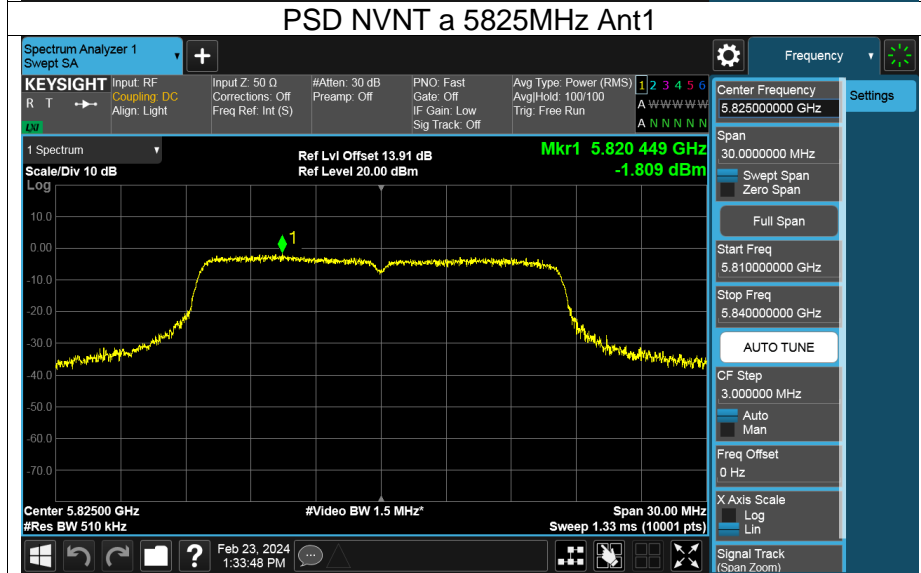 PSD NVNT a 5825MHz Ant1
Spectrum Analyzer 1
Swept SA
+
Frequency
KEYSIGHT
R T
LXI
Input: RF
Coupling: DC
Align: Light
Input Z: 50 Ω
Corrections: Off
Freq Ref: Int (S)
#Atten: 30 dB
Preamp: Off
PNO: Fast
Gate: Off
IF Gain: Low
Sig Track: Off
Avg Type: Power (RMS)
Avg|Hold: 100/100
Trig: Free Run
1 2 3 4 5 6
A W W W W W
A N N N N N
1 Spectrum
Scale/Div 10 dB
Log
Ref Lvl Offset 13.91 dB
Ref Level 20.00 dBm
Mkr1 5.820 449 GHz
-1.809 dBm
1
10.0
0.00
-10.0
-20.0
-30.0
-40.0
-50.0
-60.0
-70.0
Center 5.82500 GHz
#Video BW 1.5 MHz*
Span 30.00 MHz
#Res BW 510 kHz
Sweep 1.33 ms (10001 pts)
?
Feb 23, 2024
1:33:48 PM
Center Frequency
5.825000000 GHz
Settings
Span
30.0000000 MHz
Swept Span
Zero Span
Full Span
Start Freq
5.810000000 GHz
Stop Freq
5.840000000 GHz
AUTO TUNE
CF Step
3.000000 MHz
Auto
Man
Freq Offset
0 Hz
X Axis Scale
Log
Lin
Signal Track
(Span Zoom)